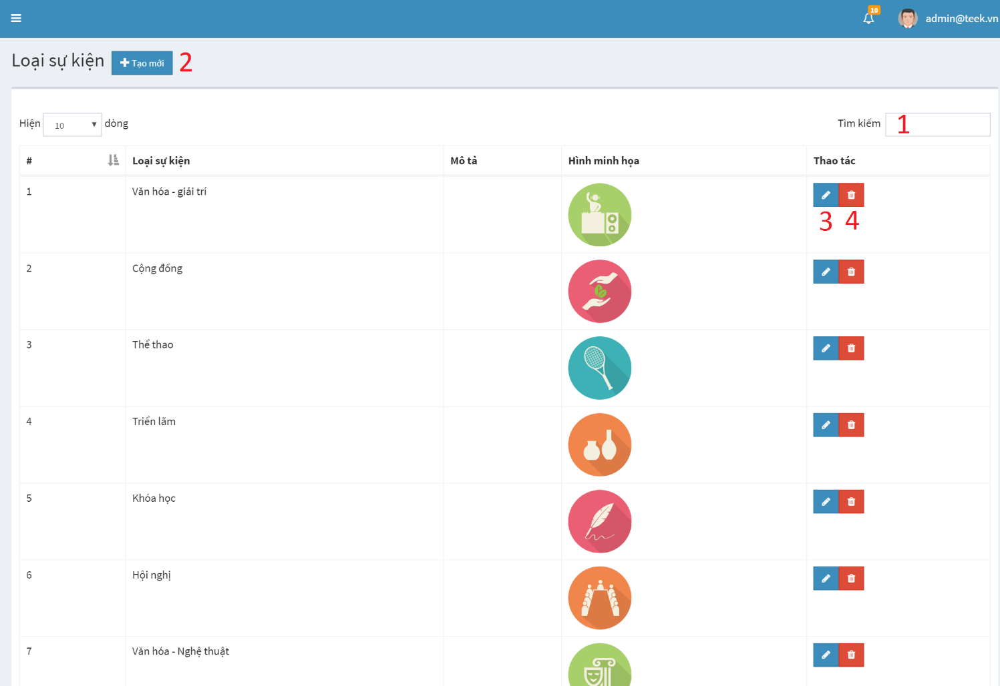 10
admin@teek.vn
Loại sự kiện Tạo mới 2
Hiện 10 dòng
Tìm kiếm 1
# Loại sự kiện Mô tả Hình minh họa Thao tác
1 Văn hóa - giải trí
3 4
2 Cộng đồng
3 Thể thao
4 Triển lãm
5 Khóa học
6 Hội nghị
7 Văn hóa - Nghệ thuật